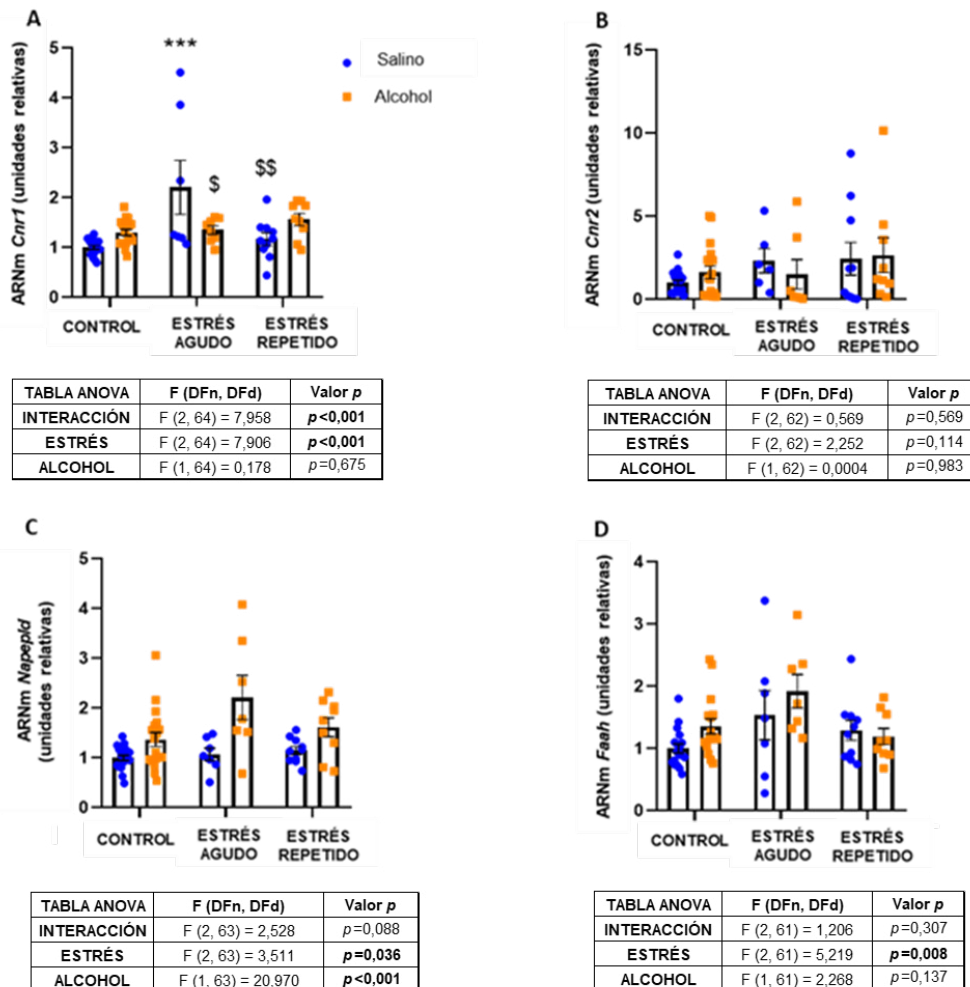 A
ARNm Cnr1 (unidades relativas)
5
4
3
2
1
0
***
$
$$
Salino
Alcohol
CONTROL
ESTRÉS
AGUDO
ESTRÉS
REPETIDO
TABLA ANOVA F (DFn, DFd) Valor p
INTERACCIÓN F (2, 64) = 7,958 p<0,001
ESTRÉS F (2, 64) = 7,906 p<0,001
ALCOHOL F (1, 64) = 0,178 p=0,675
B
ARNm Cnr2 (unidades relativas)
15
10
5
0
CONTROL
ESTRÉS
AGUDO
ESTRÉS
REPETIDO
TABLA ANOVA F (DFn, DFd) Valor p
INTERACCIÓN F (2, 62) = 0,569 p=0,569
ESTRÉS F (2, 62) = 2,252 p=0,114
ALCOHOL F (1, 62) = 0,0004 p=0,983
C
ARNm Napepld
(unidades relativas)
5
4
3
2
1
0
CONTROL
ESTRÉS
AGUDO
ESTRÉS
REPETIDO
TABLA ANOVA F (DFn, DFd) Valor p
INTERACCIÓN F (2, 63) = 2,528 p=0,088
ESTRÉS F (2, 63) = 3,511 p=0,036
ALCOHOL F (1, 63) = 20,970 p<0,001
D
ARNm Faah (unidades relativas)
4
3
2
1
0
CONTROL
ESTRÉS
AGUDO
ESTRÉS
REPETIDO
TABLA ANOVA F (DFn, DFd) Valor p
INTERACCIÓN F (2, 61) = 1,206 p=0,307
ESTRÉS F (2, 61) = 5,219 p=0,008
ALCOHOL F (1, 61) = 2,268 p=0,137